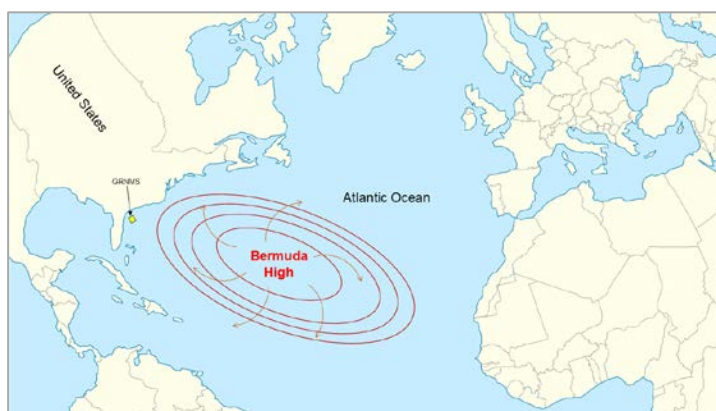 United States
GRNMS
Atlantic Ocean
Bermuda
High